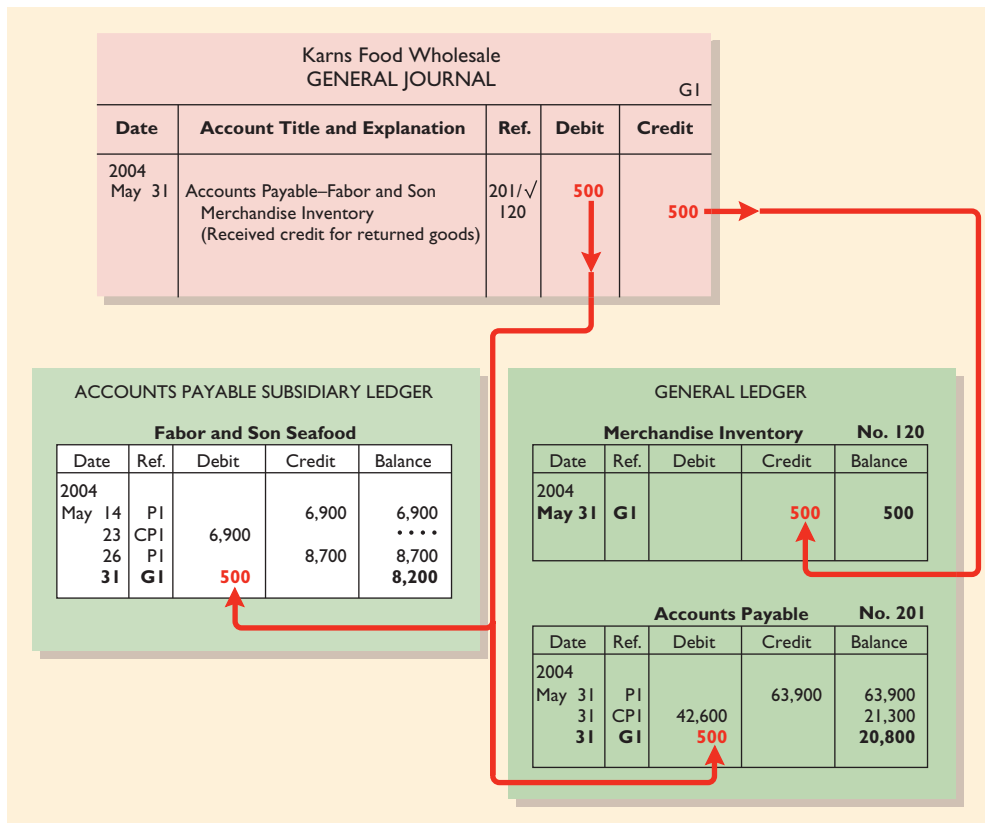 Karns Food Wholesale
GENERAL JOURNAL
G1
Date Account Title and Explanation Ref. Debit Credit
2004
May 31 Accounts Payable–Fabor and Son 201/√ 500
Merchandise Inventory 120 500
(Received credit for returned goods)
ACCOUNTS PAYABLE SUBSIDIARY LEDGER
Fabor and Son Seafood
Date Ref. Debit Credit Balance
2004
May 14 P1 6,900 6,900
23 CP1 6,900 ····
26 P1 8,700 8,700
31 G1 500 8,200
GENERAL LEDGER
Merchandise Inventory No. 120
Date Ref. Debit Credit Balance
2004
May 31 G1 500 500
Accounts Payable No. 201
Date Ref. Debit Credit Balance
2004
May 31 P1 63,900 63,900
31 CP1 42,600 21,300
31 G1 500 20,800